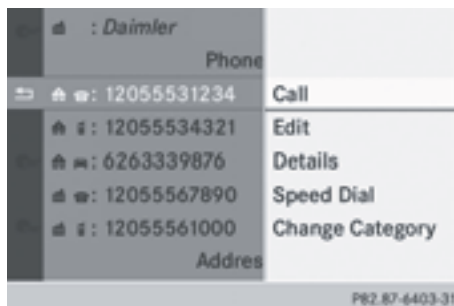 : Daimler
Phone
: 12055531234 Call
: 12055534321 Edit
: 6263339876 Details
: 12055567890 Speed Dial
: 12055561000 Change Category
Addres
P82.87-6403-31